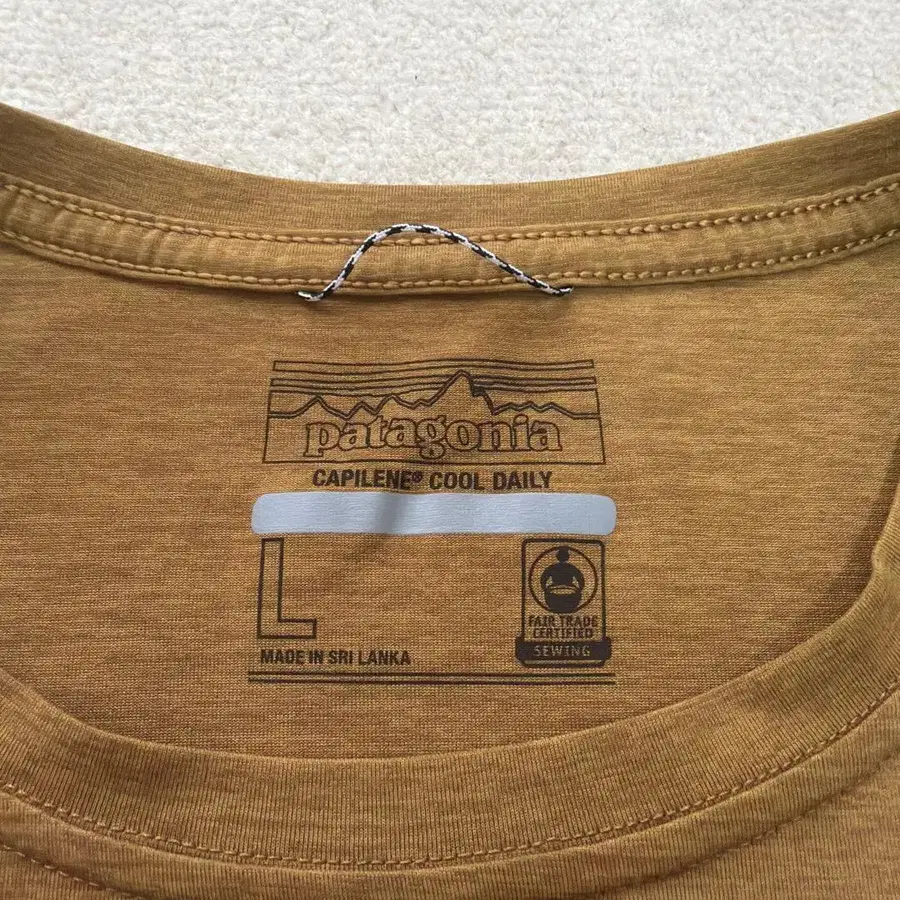 patagonia
CAPILENE® COOL DAILY
L
FAIR TRADE
CERTIFIED
SEWING
MADE IN SRI LANKA